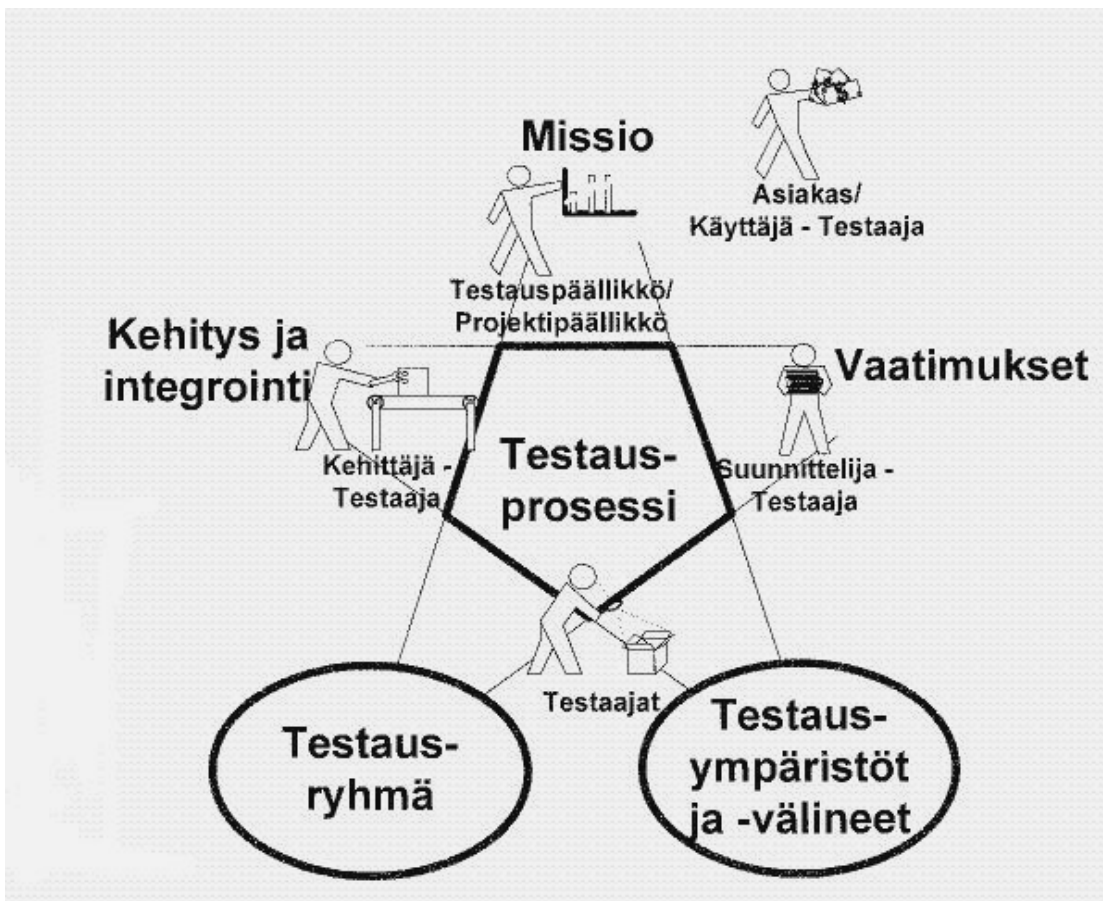 Missio
Asiakas/
Käyttäjä - Testaaja
Testauspäällikkö/
Projektipäällikkö
Kehitys ja
integrointi
Vaatimukset
Kehittäjä -
Testaaja
Testaus-
prosessi
Suunnittelija -
Testaaja
Testaajat
Testaus-
ryhmä
Testaus-
ympäristöt
ja -välineet